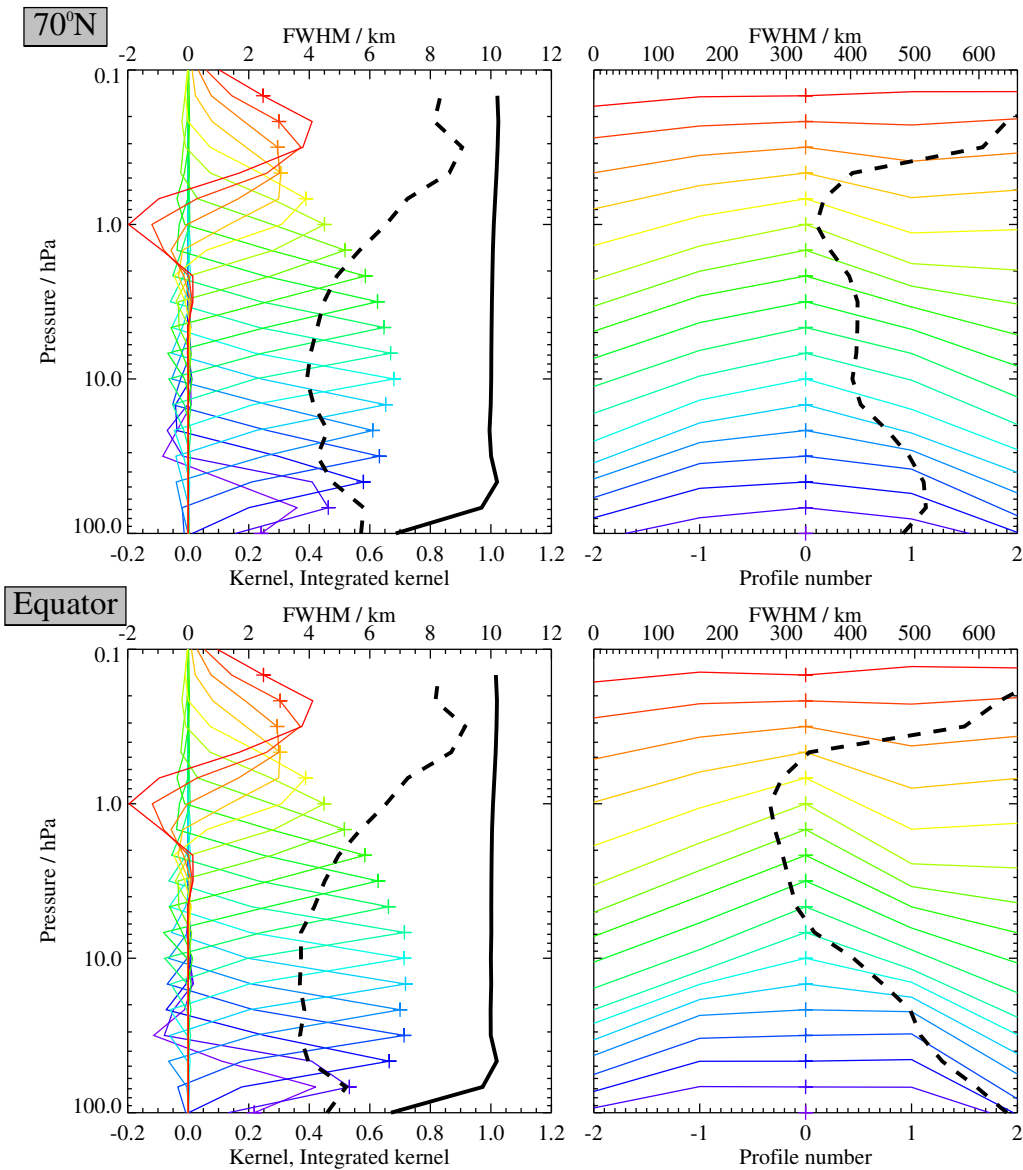 70⁰N
FWHM / km
-2 0 2 4 6 8 10 12
0.1
1.0
10.0
100.0
Pressure / hPa
-0.2 0.0 0.2 0.4 0.6 0.8 1.0 1.2
Kernel, Integrated kernel
FWHM / km
0 100 200 300 400 500 600
-2 -1 0 1 2
Profile number
Equator
FWHM / km
-2 0 2 4 6 8 10 12
0.1
1.0
10.0
100.0
Pressure / hPa
-0.2 0.0 0.2 0.4 0.6 0.8 1.0 1.2
Kernel, Integrated kernel
FWHM / km
0 100 200 300 400 500 600
-2 -1 0 1 2
Profile number